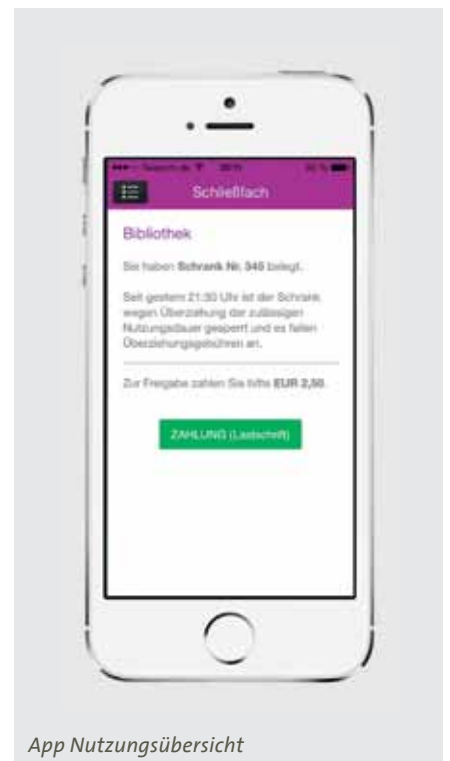 Schließfach
Bibliothek
Sie haben Schrank Nr. 345 belegt.
Seit gestern 21:30 Uhr ist der Schrank
wegen Überziehung der zulässigen
Nutzungsdauer gesperrt und es fallen
Überziehungsgebühren an.
Zur Freigabe zahlen Sie bitte EUR 2,50.
ZAHLUNG (Lastschrift)
App Nutzungsübersicht